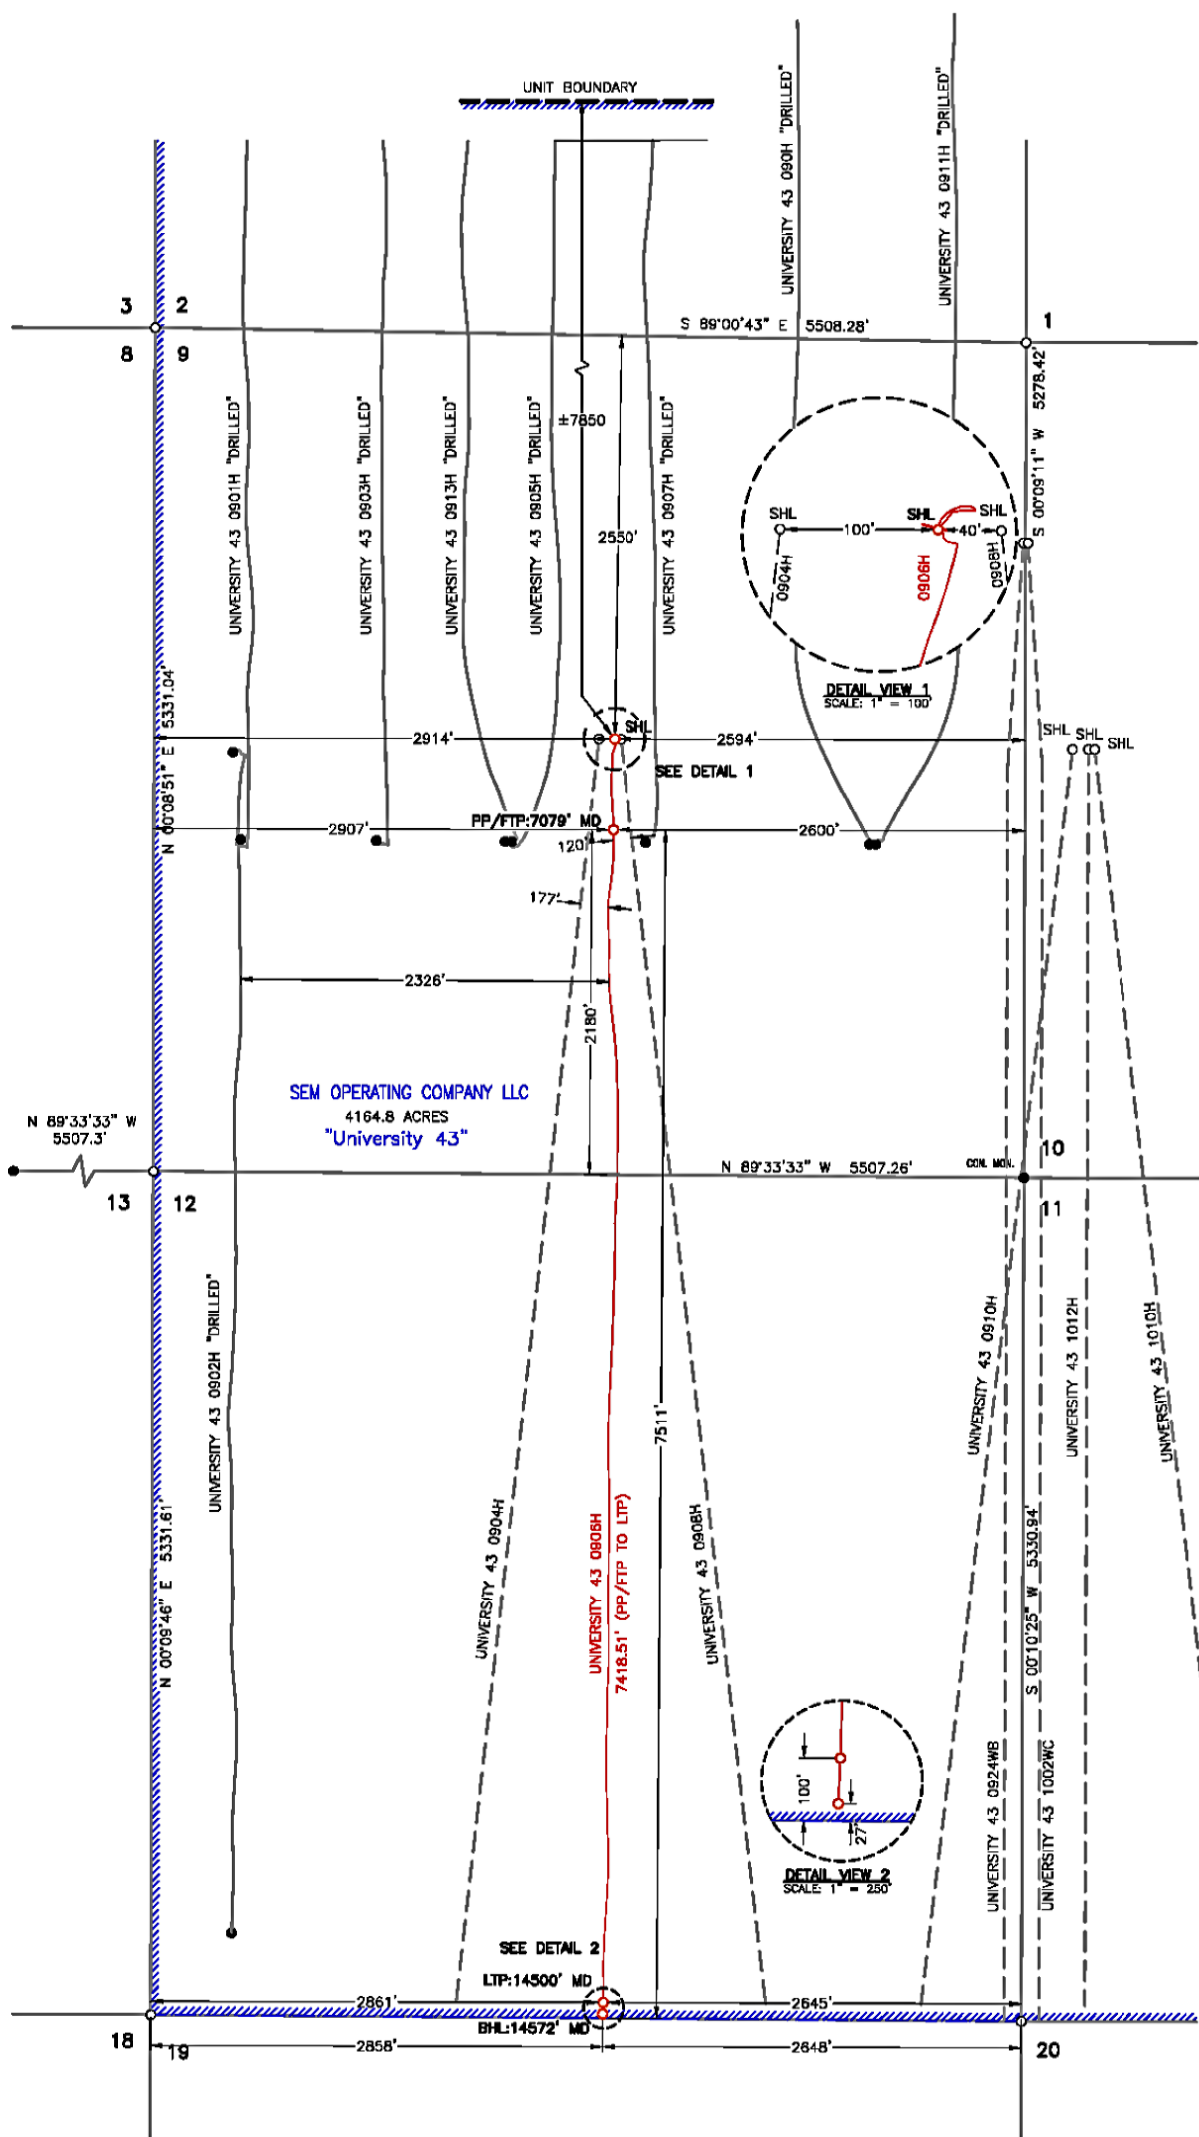 UNIT BOUNDARY
UNIVERSITY 43 090H "DRILLED"
UNIVERSITY 43 0911H "DRILLED"
3
2
S 89°00'43" E 5508.28'
1
8
9
5278.42'
S 00°09'11" W
±7850
2550'
UNIVERSITY 43 0901H "DRILLED"
UNIVERSITY 43 0903H "DRILLED"
UNIVERSITY 43 0913H "DRILLED"
UNIVERSITY 43 0905H "DRILLED"
UNIVERSITY 43 0907H "DRILLED"
SHL
SHL
SHL
100'
40'
0904H
0906H
0908H
DETAIL VIEW 1
SCALE: 1" = 100'
N 00°08'51" E 5331.04'
2914'
SHL
2594'
SEE DETAIL 1
SHL
SHL
SHL
2907'
PP/FTP:7079' MD
2600'
120'
177'
2326'
2180'
SEM OPERATING COMPANY LLC
4164.8 ACRES
"University 43"
N 89°33'33" W
5507.3'
N 89°33'33" W 5507.26'
CON. MON.
10
13
12
11
UNIVERSITY 43 0902H "DRILLED"
7511'
UNIVERSITY 43 0910H
UNIVERSITY 43 1012H
UNIVERSITY 43 1010H
N 00°09'46" E 5331.61'
UNIVERSITY 43 0904H
UNIVERSITY 43 0906H
7418.51' (PP/FTP TO LTP)
UNIVERSITY 43 0908H
S 00°10'25" W 5330.94'
100'
27'
DETAIL VIEW 2
SCALE: 1" = 250'
UNIVERSITY 43 0924WB
UNIVERSITY 43 1002WC
SEE DETAIL 2
LTP:14500' MD
2861'
2645'
BHL:14572' MD
18
19
2858'
2648'
20